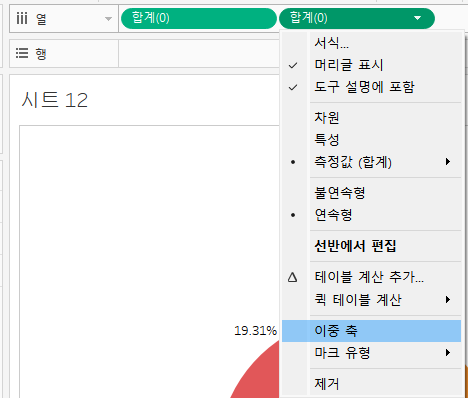 열 합계(0) 합계(0)
행
시트 12
19.31%
서식...
머리글 표시
도구 설명에 포함
차원
특성
측정값 (합계)
불연속형
연속형
선반에서 편집
테이블 계산 추가...
퀵 테이블 계산
이중 축
마크 유형
제거